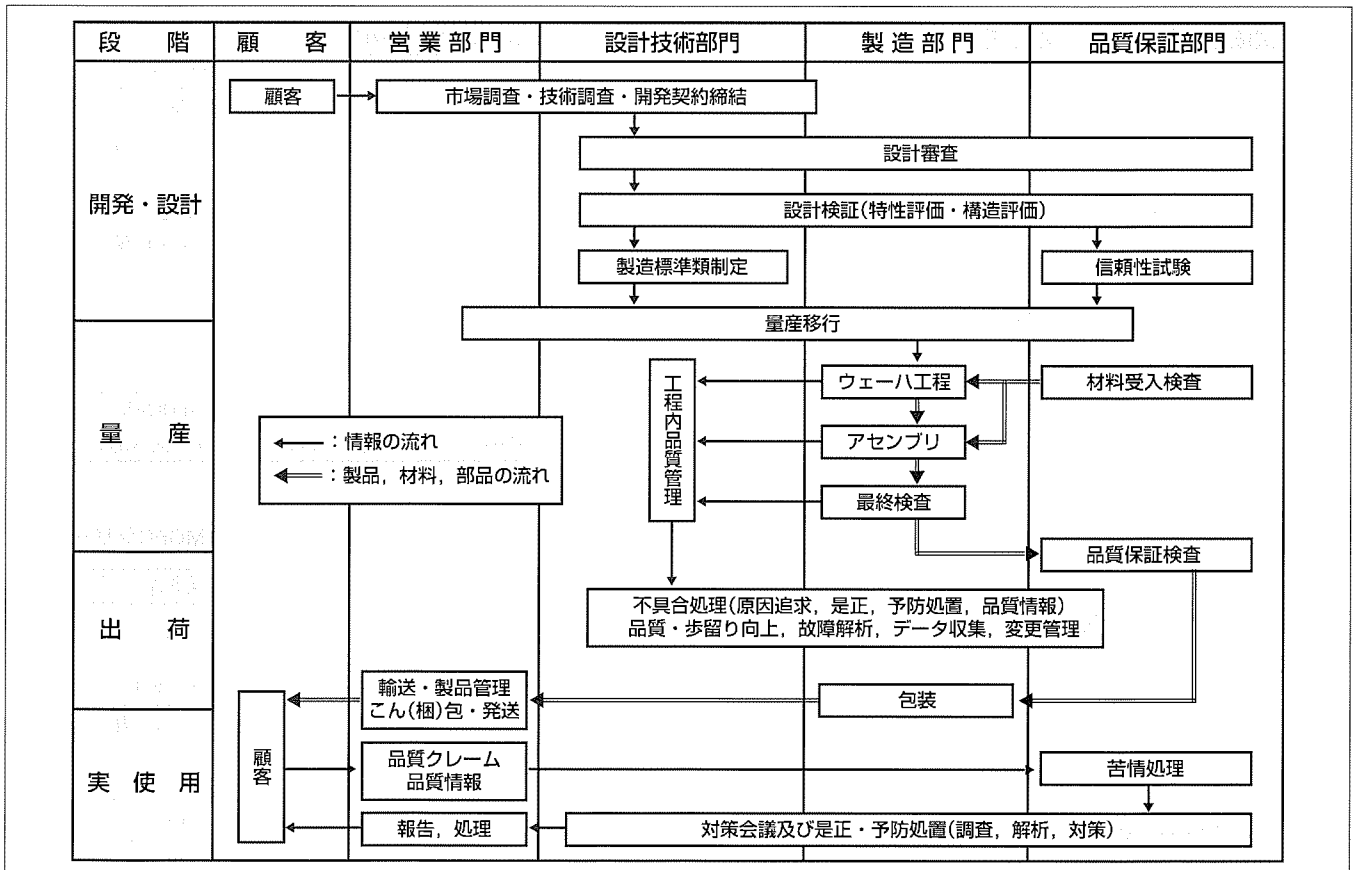 段階
顧客
営業部門
設計技術部門
製造部門
品質保証部門
開発・設計
顧客
市場調査・技術調査・開発契約締結
設計審査
設計検証(特性評価・構造評価)
製造標準類制定
信頼性試験
量産移行
量産
工程内品質管理
ウェーハ工程
材料受入検査
←：情報の流れ
⇐：製品，材料，部品の流れ
アセンブリ
最終検査
品質保証検査
出荷
不具合処理(原因追求，是正，予防処置，品質情報)
品質・歩留り向上，故障解析，データ収集，変更管理
輸送・製品管理
こん(梱)包・発送
包装
実使用
顧客
品質クレーム
品質情報
苦情処理
報告，処理
対策会議及び是正・予防処置(調査，解析，対策)